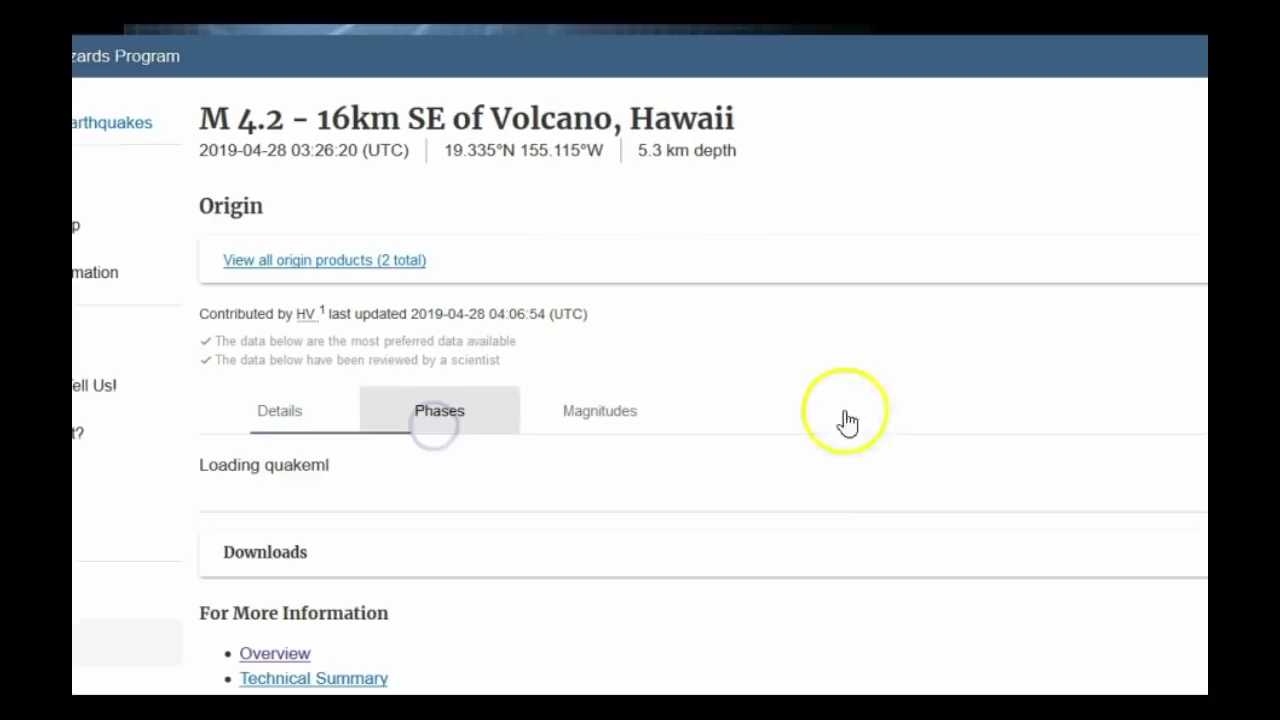 zards Program
arthquakes
M 4.2 - 16km SE of Volcano, Hawaii
2019-04-28 03:26:20 (UTC) 19.335°N 155.115°W 5.3 km depth
Origin
p
View all origin products (2 total)
mation
Contributed by HV 1 last updated 2019-04-28 04:06:54 (UTC)
The data below are the most preferred data available
The data below have been reviewed by a scientist
ell Us!
Details Phases Magnitudes
t?
Loading quakeml
Downloads
For More Information
• Overview
• Technical Summary